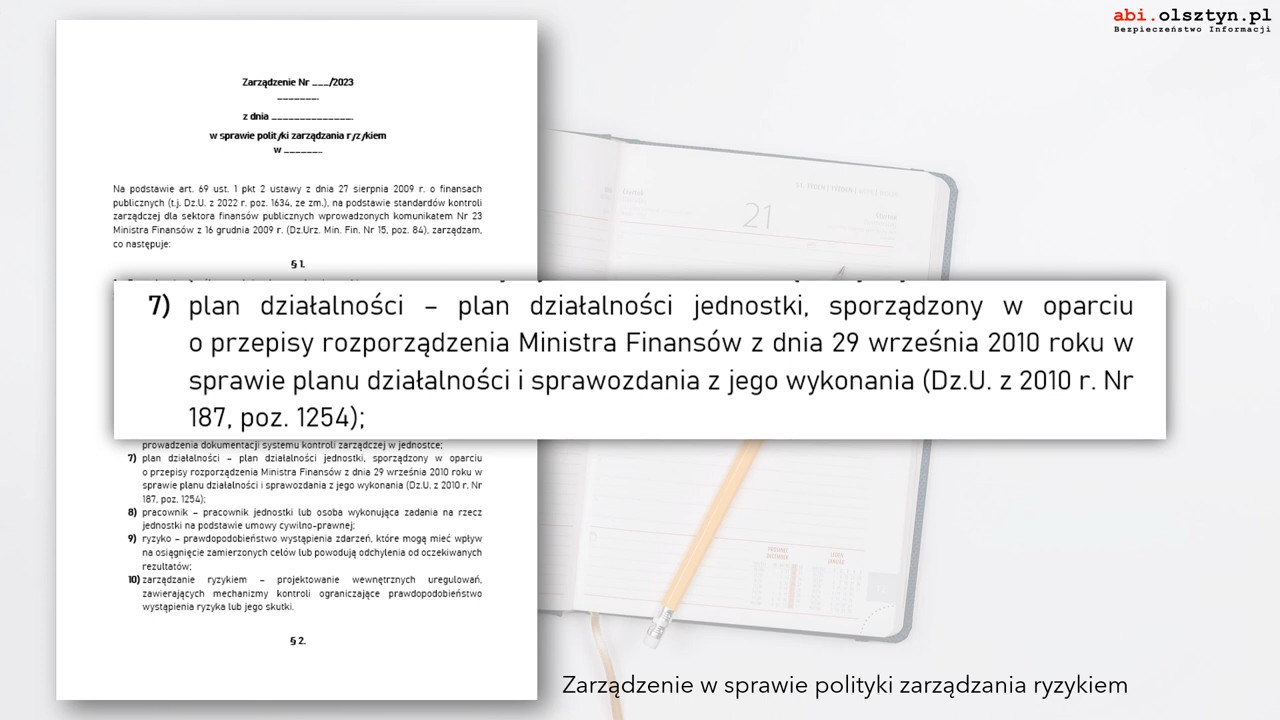 abi.olsztyn.pl
Bezpieczeństwo Informacji
Zarządzenie Nr ___/2023
_______.
z dnia ______________.
w sprawie polityki zarządzania ryzykiem
w _______.
Na podstawie art. 69 ust. 1 pkt 2 ustawy z dnia 27 sierpnia 2009 r. o finansach
publicznych (t.j. Dz.U. z 2022 r. poz. 1634, ze zm.), na podstawie standardów kontroli
zarządczej dla sektora finansów publicznych wprowadzonych komunikatem Nr 23
Ministra Finansów z 16 grudnia 2009 r. (Dz.Urz. Min. Fin. Nr 15, poz. 84), zarządzam,
co następuje:
§ 1.
7) plan działalności – plan działalności jednostki, sporządzony w oparciu
o przepisy rozporządzenia Ministra Finansów z dnia 29 września 2010 roku w
sprawie planu działalności i sprawozdania z jego wykonania (Dz.U. z 2010 r. Nr
187, poz. 1254);
prowadzenia dokumentacji systemu kontroli zarządczej w jednostce;
7) plan działalności – plan działalności jednostki, sporządzony w oparciu
o przepisy rozporządzenia Ministra Finansów z dnia 29 września 2010 roku w
sprawie planu działalności i sprawozdania z jego wykonania (Dz.U. z 2010 r. Nr
187, poz. 1254);
8) pracownik – pracownik jednostki lub osoba wykonująca zadania na rzecz
jednostki na podstawie umowy cywilno-prawnej;
9) ryzyko – prawdopodobieństwo wystąpienia zdarzeń, które mogą mieć wpływ
na osiągnięcie zamierzonych celów lub powodują odchylenia od oczekiwanych
rezultatów;
10) zarządzanie ryzykiem – projektowanie wewnętrznych uregulowań,
zawierających mechanizmy kontroli ograniczające prawdopodobieństwo
wystąpienia ryzyka lub jego skutki.
§ 2.
21
Zarządzenie w sprawie polityki zarządzania ryzykiem